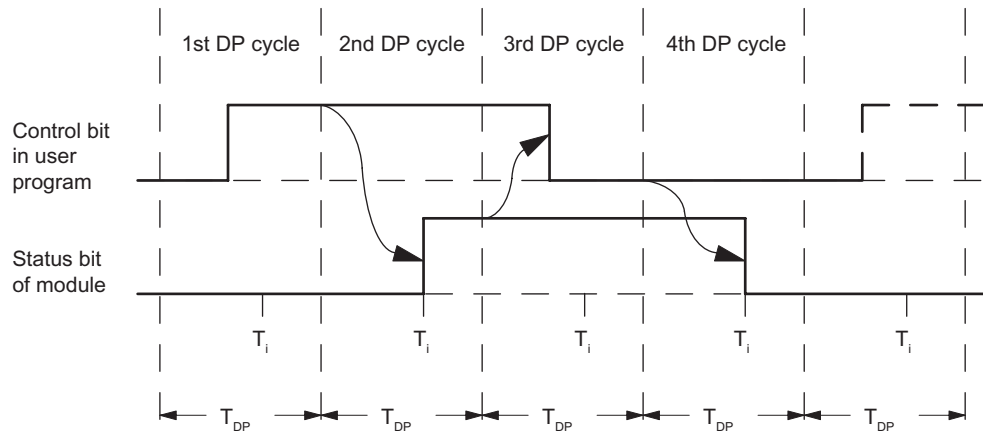 1st DP cycle 2nd DP cycle 3rd DP cycle 4th DP cycle
Control bit
in user
program
Status bit
of module
Ti Ti Ti Ti Ti
TDP TDP TDP TDP TDP